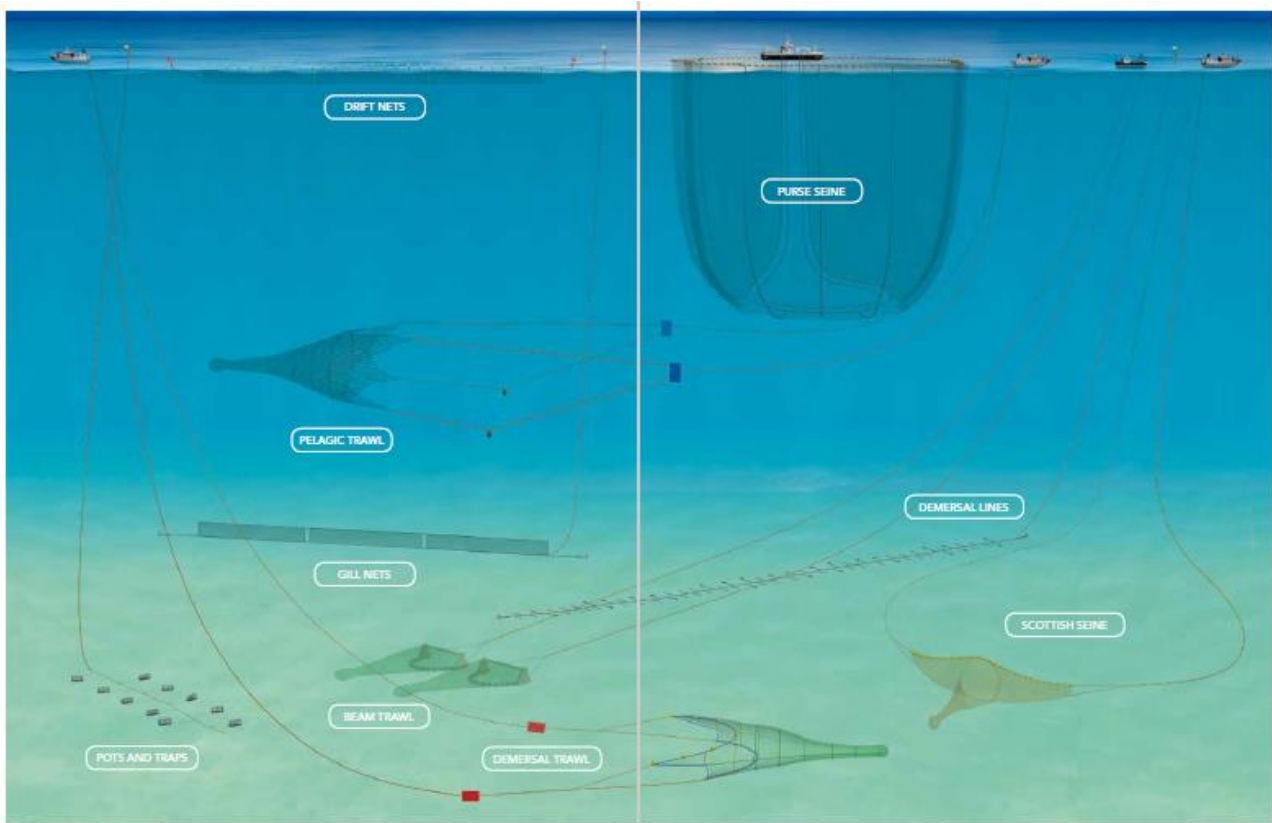 DRIFT NETS
PURSE SEINE
PELAGIC TRAWL
DEMERSAL LINES
GILL NETS
SCOTTISH SEINE
BEAM TRAWL
POTS AND TRAPS
DEMERSAL TRAWL